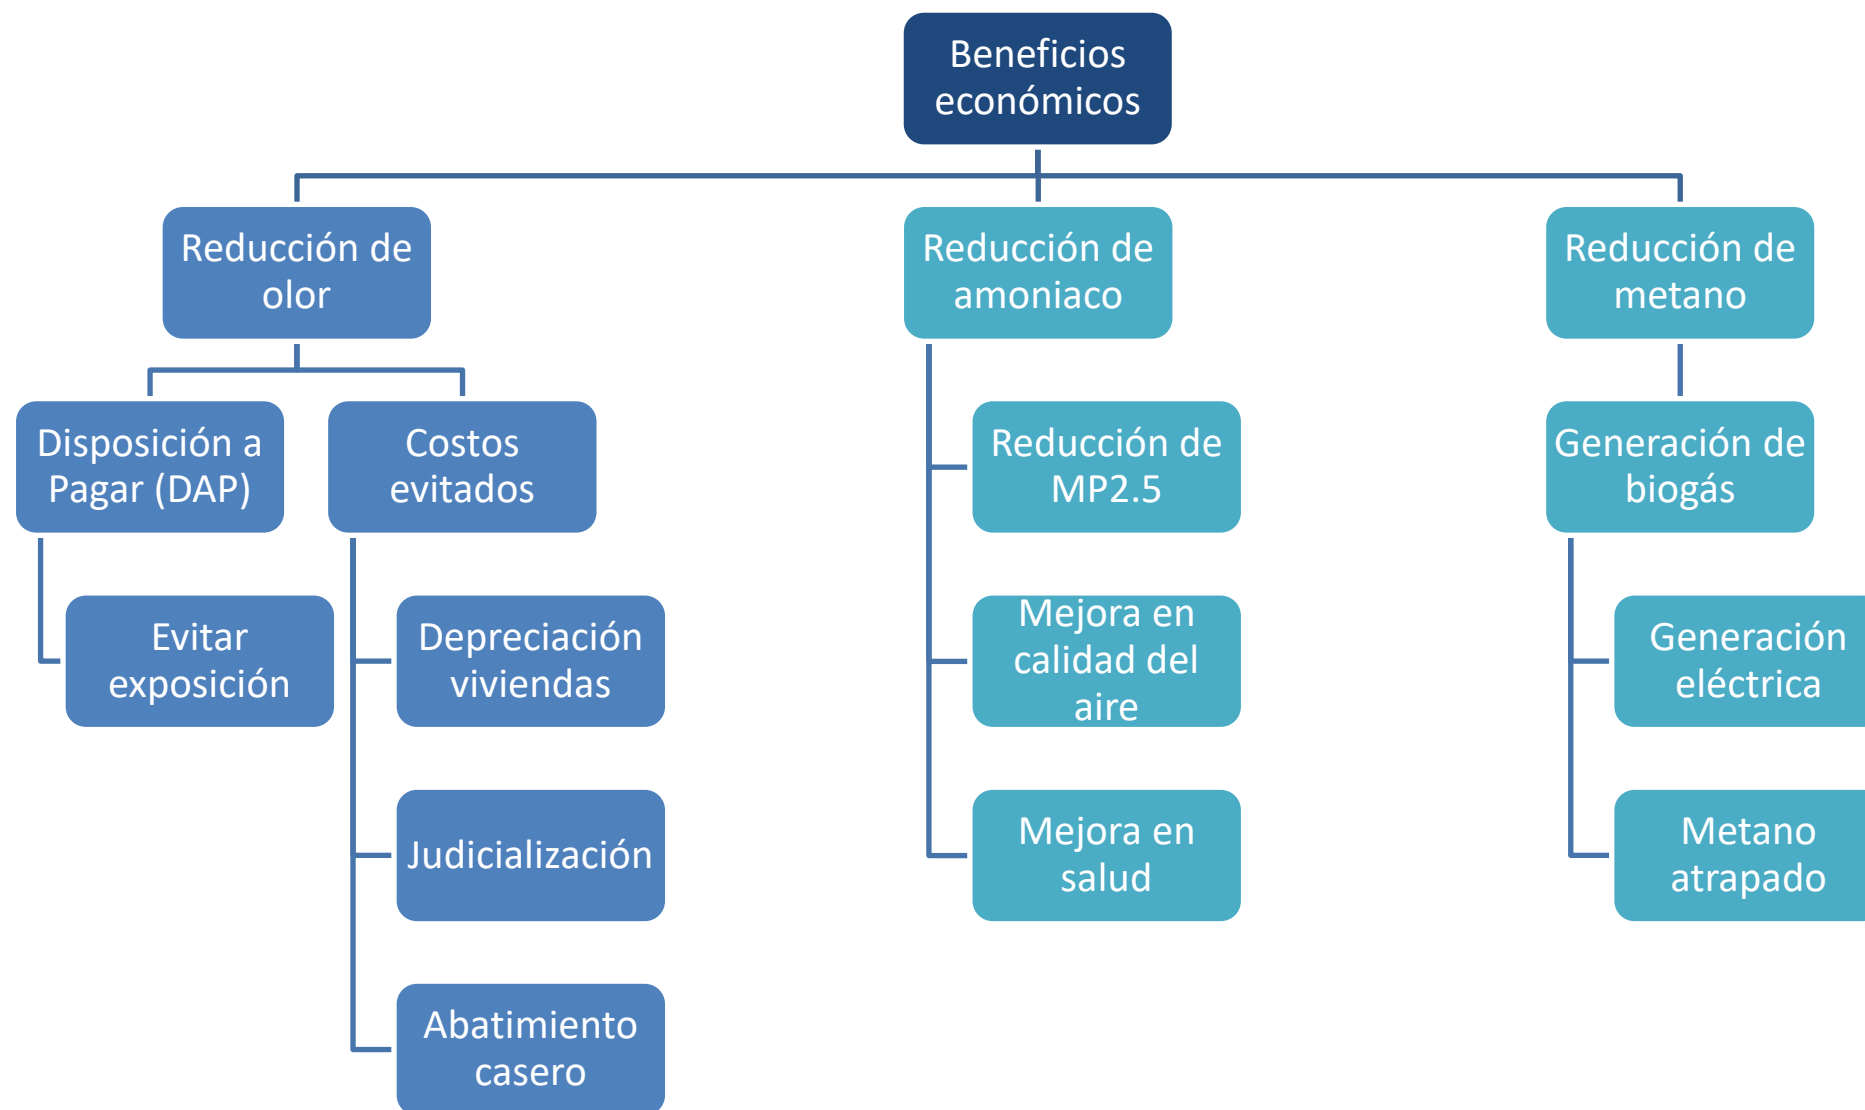 Beneficios
económicos
Reducción de
olor
Reducción de
amoniaco
Reducción de
metano
Disposición a
Pagar (DAP)
Costos
evitados
Reducción de
MP2.5
Generación de
biogás
Evitar
exposición
Depreciación
viviendas
Mejora en
calidad del
aire
Generación
eléctrica
Judicialización
Mejora en
salud
Metano
atrapado
Abatimiento
casero